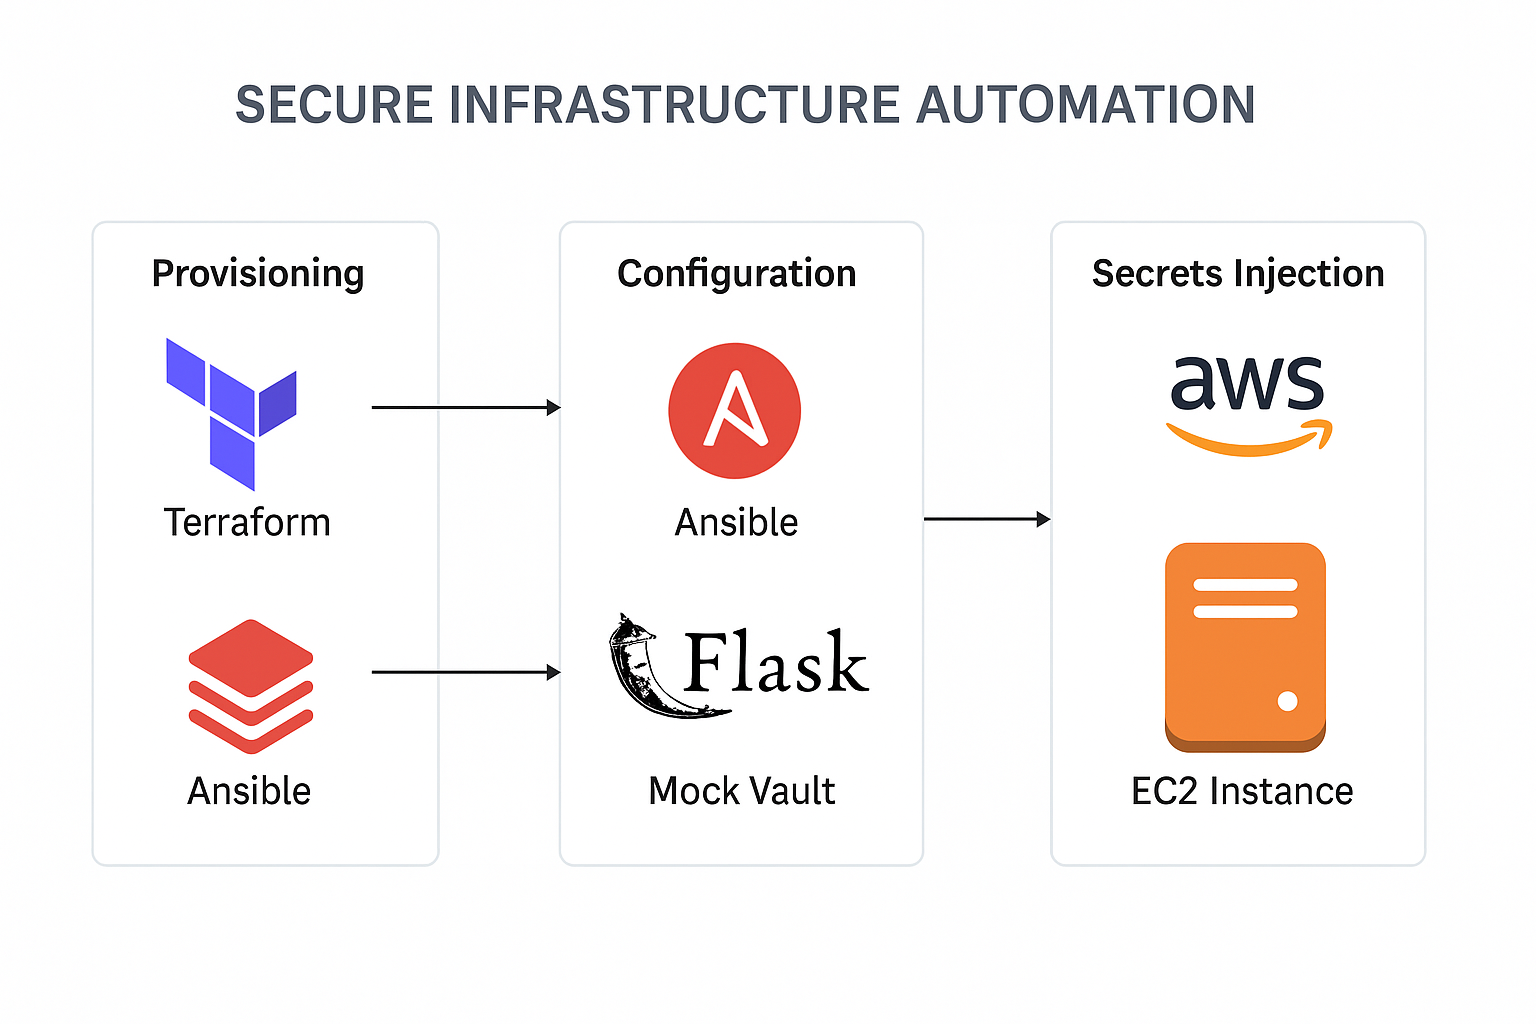 SECURE INFRASTRUCTURE AUTOMATION
Provisioning
Terraform
Ansible
Configuration
Ansible
Flask
Mock Vault
Secrets Injection
aws
EC2 Instance